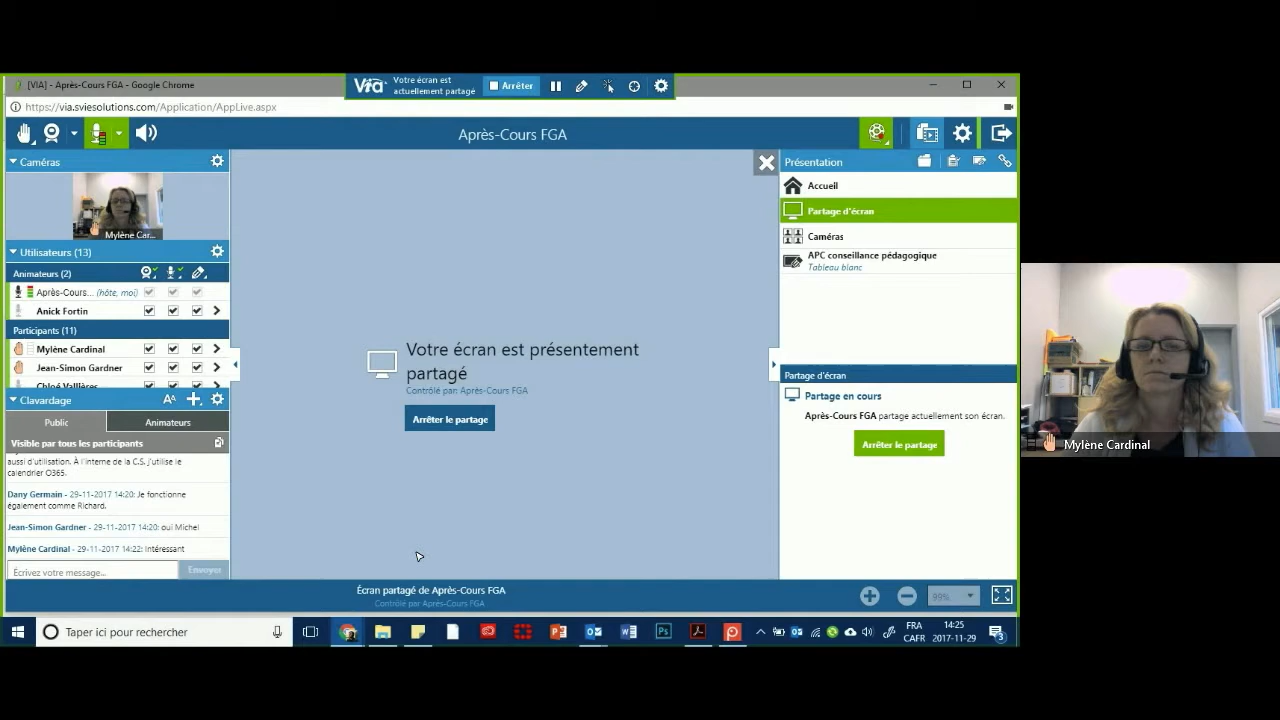 [VIA] - Après-Cours FGA - Google Chrome
Via
Votre écran est
actuellement partagé
Arrêter
https://via.sviesolutions.com/Application/AppLive.aspx
Après-Cours FGA
Caméras
Mylène Car...
Utilisateurs (13)
Animateurs (2)
Après-Cours... (hôte, moi)
Anick Fortin
Participants (11)
Mylène Cardinal
Jean-Simon Gardner
Chloé Vallières
Clavardage
Public
Animateurs
Visible par tous les participants
aussi d'utilisation. À l'interne de la C.S. j'utilise le
calendrier O365.
Dany Germain - 29-11-2017 14:20: Je fonctionne
également comme Richard.
Jean-Simon Gardner - 29-11-2017 14:20: oui Michel
Mylène Cardinal - 29-11-2017 14:22: Intéressant
Écrivez votre message...
Envoyer
Votre écran est présentement
partagé
Contrôlé par: Après-Cours FGA
Arrêter le partage
Écran partagé de Après-Cours FGA
Contrôlé par Après-Cours FGA
Présentation
Accueil
Partage d'écran
Caméras
APC conseillance pédagogique
Tableau blanc
Partage d'écran
Partage en cours
Après-Cours FGA partage actuellement son écran.
Arrêter le partage
99%
Mylène Cardinal
Taper ici pour rechercher
FRA
CAFR
14:25
2017-11-29
3